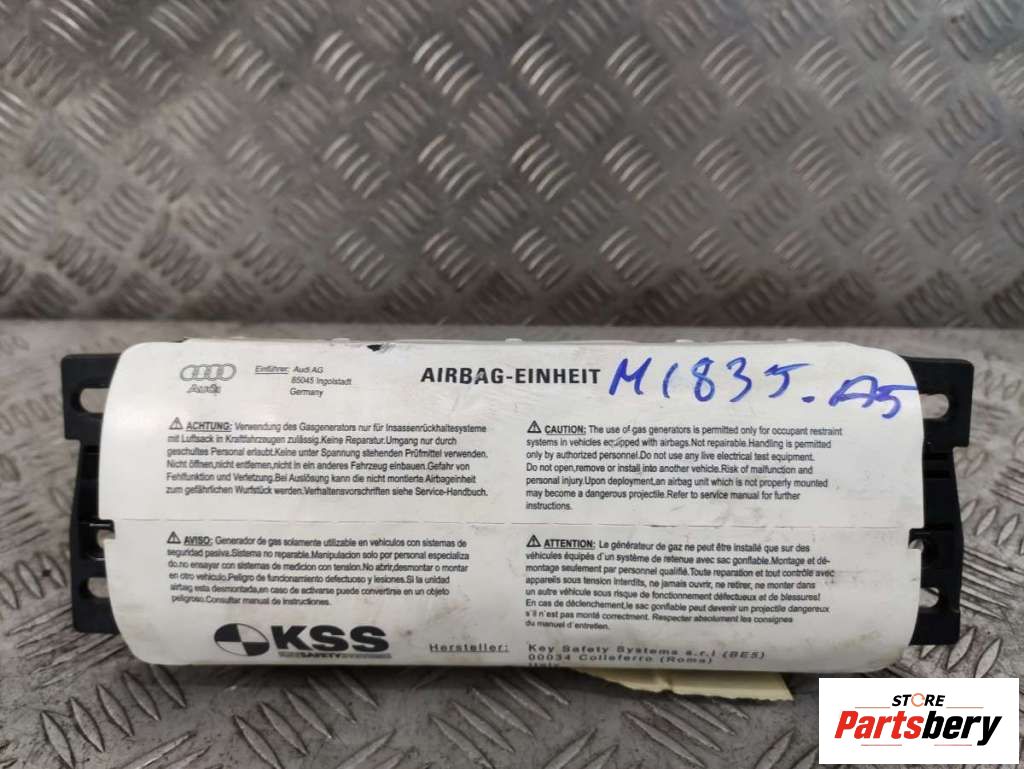 Audi
Einführer: Audi AG
85045 Ingolstadt
Germany
AIRBAG-EINHEIT M1835.A5
ACHTUNG: Verwendung des Gasgenerators nur für Insassenrückhaltesysteme
mit Luftsack in Kraftfahrzeugen zulässig.Keine Reparatur.Umgang nur durch
geschultes Personal erlaubt.Keine unter Spannung stehenden Prüfmittel verwenden.
Nicht öffnen,nicht entfernen,nicht in ein anderes Fahrzeug einbauen.Gefahr von
Fehlfunktion und Verletzung.Bei Auslösung kann die nicht montierte Airbageinheit
zum gefährlichen Wurfstück werden.Verhaltensvorschriften siehe Service-Handbuch.
CAUTION: The use of gas generators is permitted only for occupant restraint
systems in vehicles equipped with airbags.Not repairable.Handling is permitted
only by authorized personnel.Do not use any live electrical test equipment.
Do not open,remove or install into another vehicle.Risk of malfunction and
personal injury.Upon deployment,an airbag unit which is not properly mounted
may become a dangerous projectile.Refer to service manual for further
instructions.
AVISO: Generador de gas solamente utilizable en vehiculos con sistemas de
seguridad pasiva.Sistema no reparable.Manipulacion solo por personal especializa
do.no ensayar con sistemas de medicion con tension.No abrir,desmontar o montar
en otro vehiculo.Peligro de funcionamiento defectuoso y lesiones.Si la unidad
airbag esta desmontada,en caso de activarse puede convertirse en un objeto
peligroso.Consultar manual de instrucciones.
ATTENTION: Le générateur de gaz ne peut être installé que sur des
véhicules équipés d'un système de retenue avec sac gonflable.Montage et dé-
montage seulement par personnel qualifié.Toute reparation et tout contrôle avec
appareils sous tension interdits, ne jamais ouvrir, ne retirer, ne monter dans
un autre véhicule sous risque de fonctionnement défectueux et de blessures!
En cas de déclenchement,le sac gonflable peut devenir un projectile dangereux
s'il n'est pas monté correctement. Respecter absolument les consignes
du manuel d'entretien.
KSS
KEY SAFETY SYSTEMS
Hersteller: Key Safety Systems s.r.l (BE5)
00034 Colleferro (Roma)
Italy
STORE
Partsbery